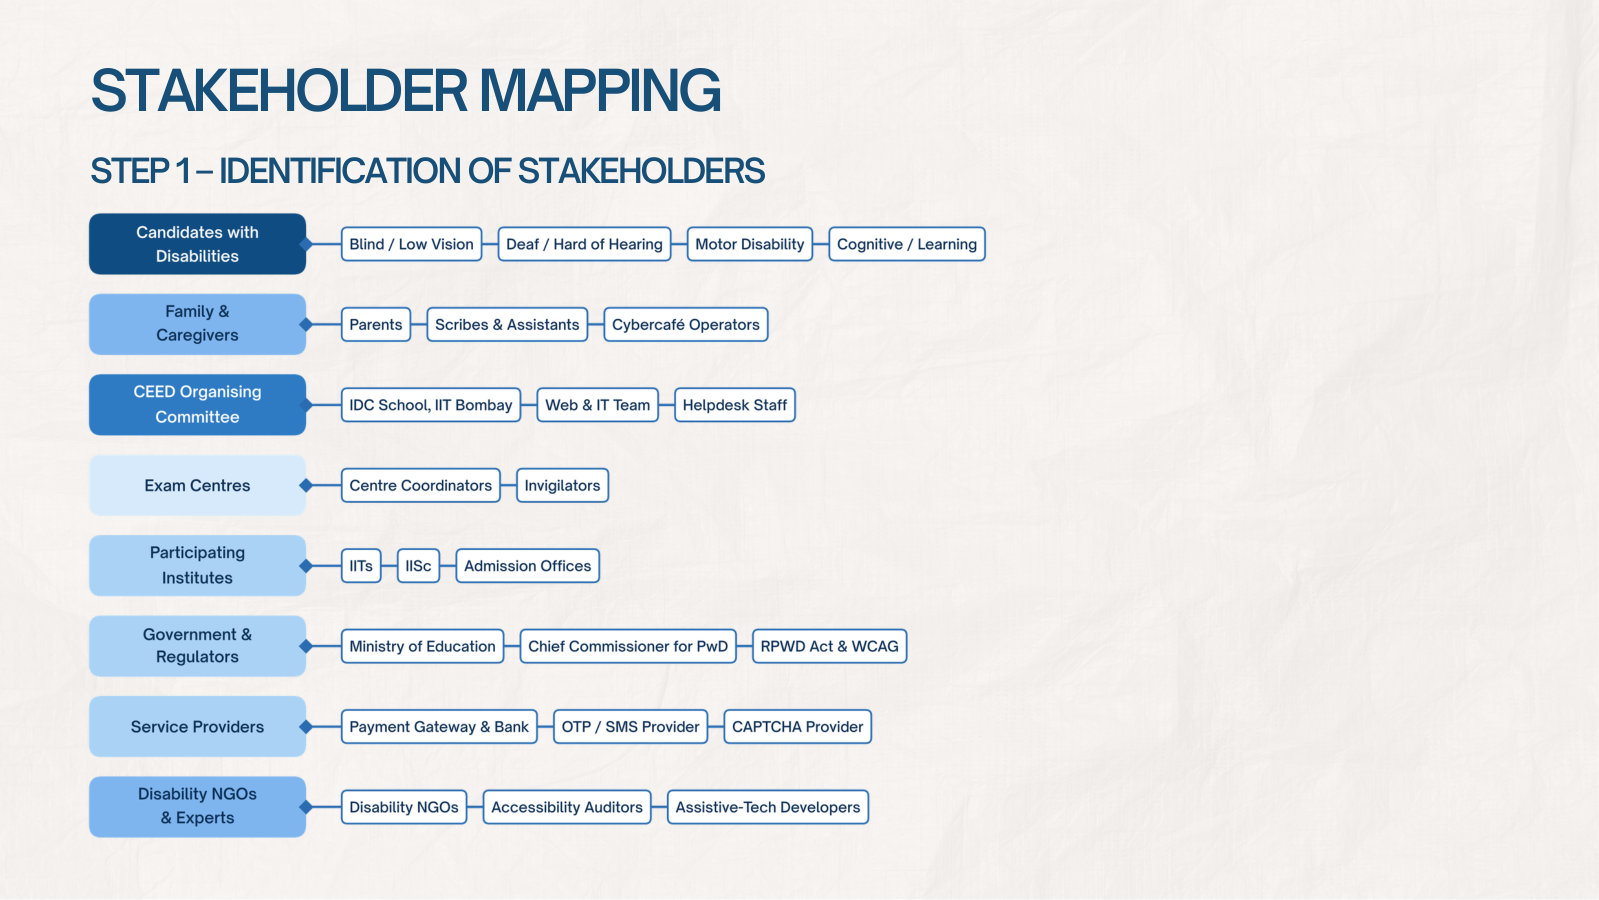 STAKEHOLDER MAPPING
STEP 1 – IDENTIFICATION OF STAKEHOLDERS
Candidates with
Disabilities
Blind / Low Vision
Deaf / Hard of Hearing
Motor Disability
Cognitive / Learning
Family &
Caregivers
Parents
Scribes & Assistants
Cybercafé Operators
CEED Organising
Committee
IDC School, IIT Bombay
Web & IT Team
Helpdesk Staff
Exam Centres
Centre Coordinators
Invigilators
Participating
Institutes
IITs
IISc
Admission Offices
Government &
Regulators
Ministry of Education
Chief Commissioner for PwD
RPWD Act & WCAG
Service Providers
Payment Gateway & Bank
OTP / SMS Provider
CAPTCHA Provider
Disability NGOs
& Experts
Disability NGOs
Accessibility Auditors
Assistive-Tech Developers